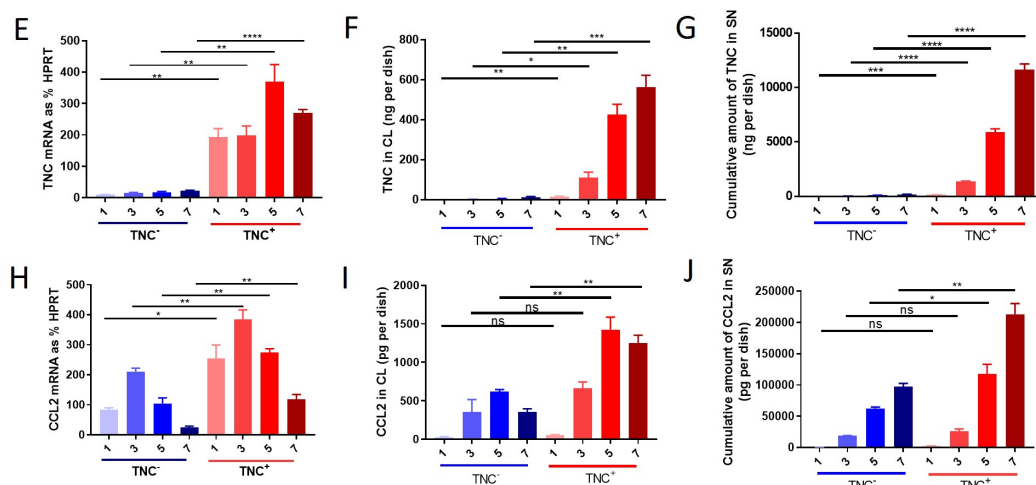 E
TNC mRNA as % HPRT
500
400
300
200
100
0
****
**
**
**
1 3 5 7 1 3 5 7
TNC⁻ TNC⁺
F
TNC in CL (ng per dish)
800
600
400
200
0
***
**
*
**
1 3 5 7 1 3 5 7
TNC⁻ TNC⁺
G
Cumulative amount of TNC in SN
(ng per dish)
15000
10000
5000
0
****
****
****
***
1 3 5 7 1 3 5 7
TNC⁻ TNC⁺
H
CCL2 mRNA as % HPRT
500
400
300
200
100
0
**
**
**
*
1 3 5 7 1 3 5 7
TNC⁻ TNC⁺
I
CCL2 in CL (pg per dish)
2000
1500
1000
500
0
**
**
ns
ns
1 3 5 7 1 3 5 7
TNC⁻ TNC⁺
J
Cumulative amount of CCL2 in SN
(pg per dish)
250000
200000
150000
100000
50000
0
**
*
ns
ns
1 3 5 7 1 3 5 7
TNC⁻ TNC⁺